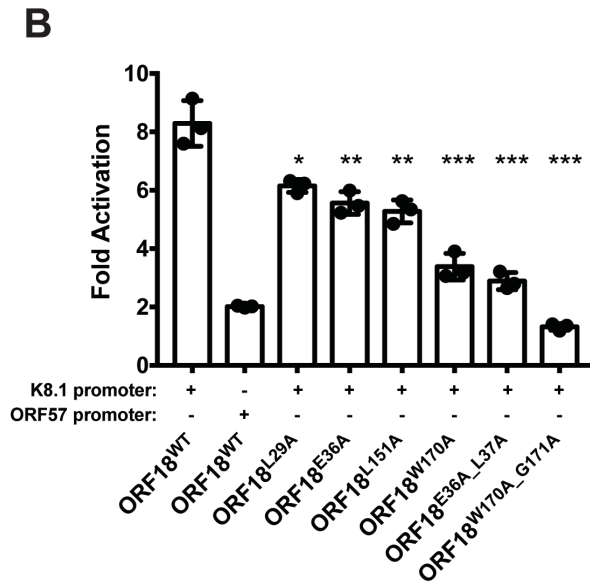 B
Fold Activation
10
8
6
4
2
0
* ** ** *** *** ***
K8.1 promoter: + - + + + + + +
ORF57 promoter: - + - - - - - -
ORF18WT
ORF18WT
ORF18L29A
ORF18E36A
ORF18L151A
ORF18W170A
ORF18E36A_L37A
ORF18W170A_G171A